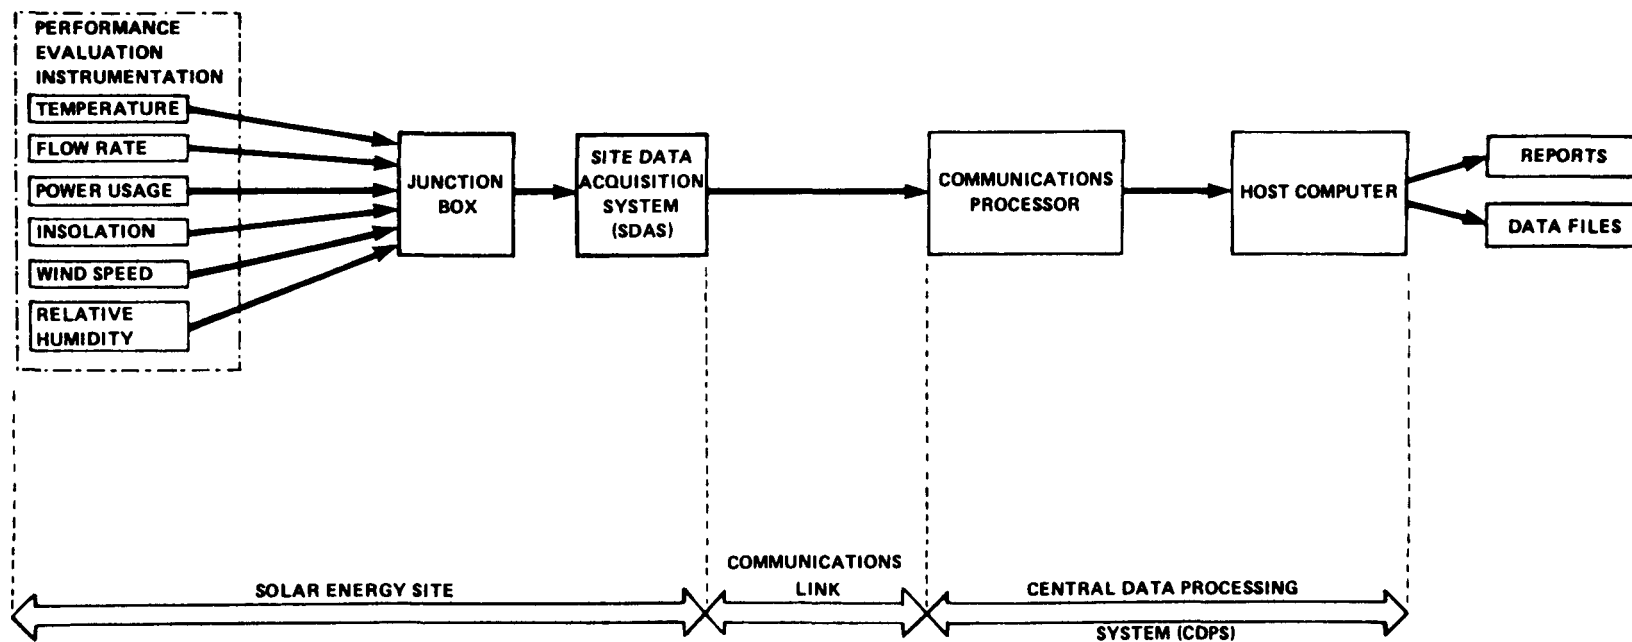 PERFORMANCE
EVALUATION
INSTRUMENTATION
TEMPERATURE
FLOW RATE
POWER USAGE
INSOLATION
WIND SPEED
RELATIVE
HUMIDITY
JUNCTION
BOX
SITE DATA
ACQUISITION
SYSTEM
(SDAS)
COMMUNICATIONS
PROCESSOR
HOST COMPUTER
REPORTS
DATA FILES
SOLAR ENERGY SITE
COMMUNICATIONS
LINK
CENTRAL DATA PROCESSING
SYSTEM (CDPS)